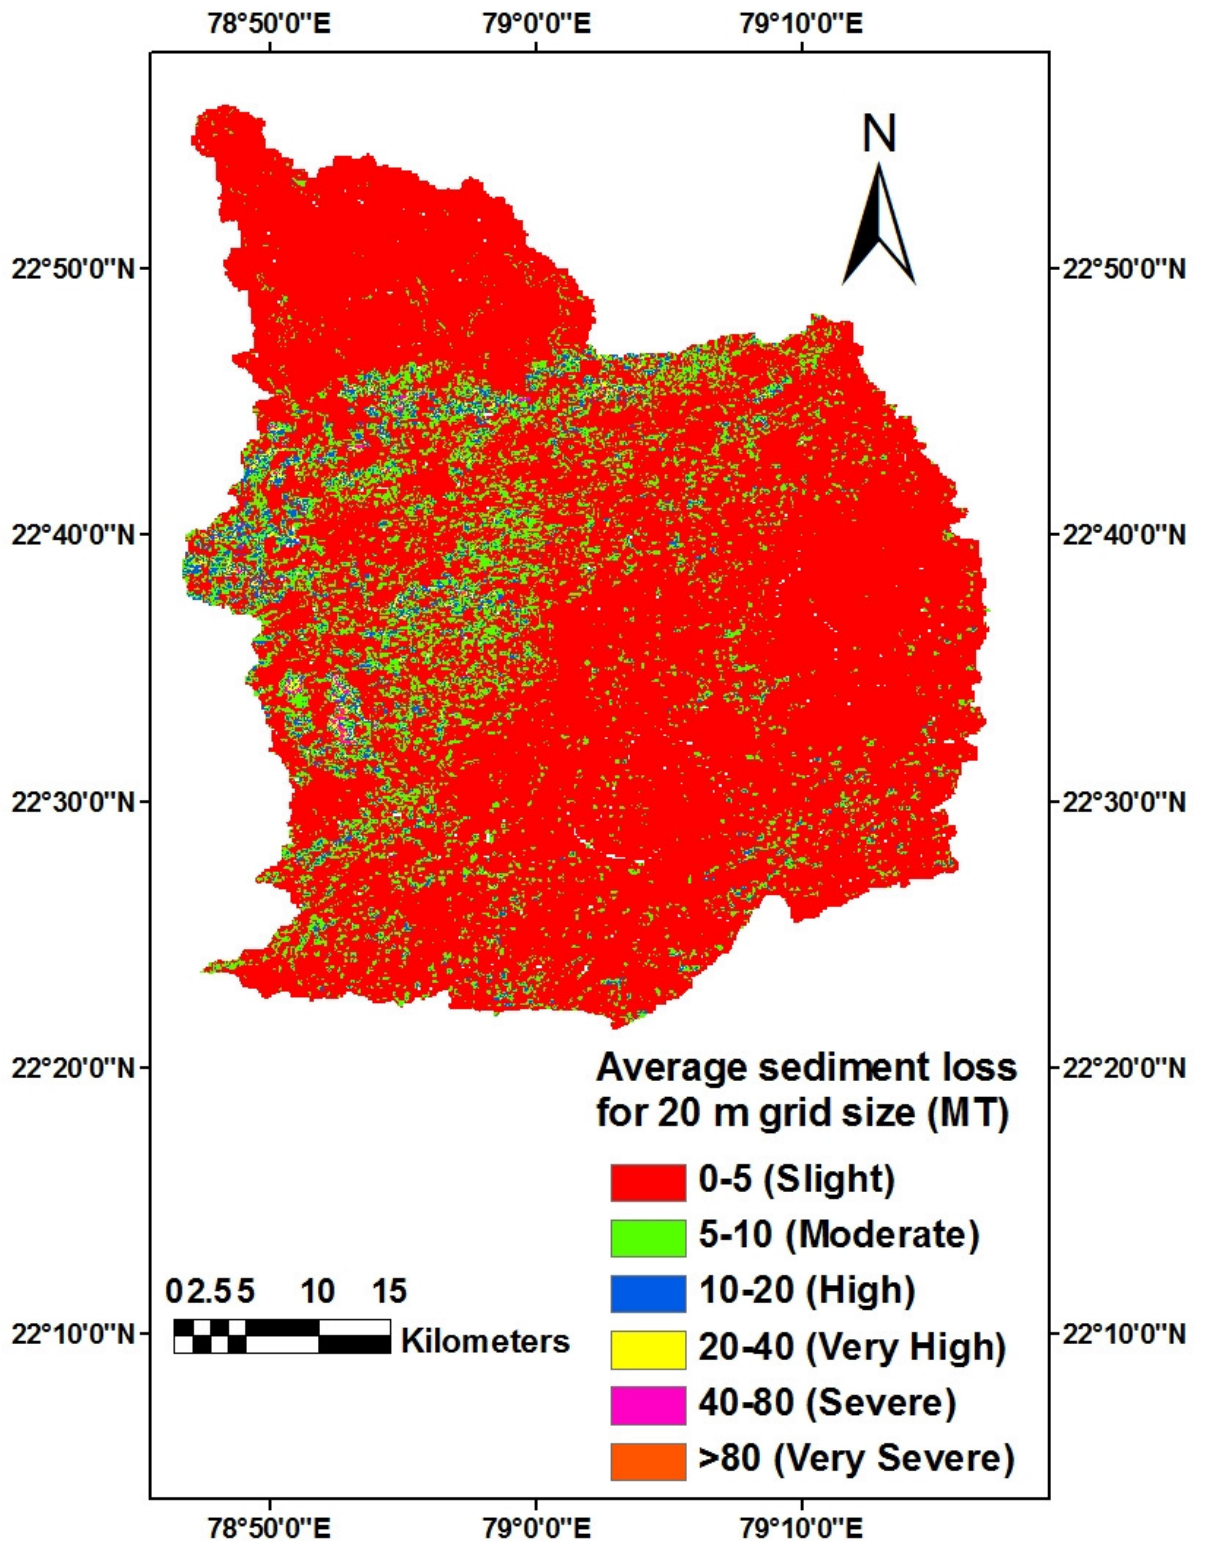 78°50'0"E 79°0'0"E 79°10'0"E
N
22°50'0"N 22°50'0"N
22°40'0"N 22°40'0"N
22°30'0"N 22°30'0"N
22°20'0"N 22°20'0"N
Average sediment loss
for 20 m grid size (MT)
0-5 (Slight)
5-10 (Moderate)
10-20 (High)
20-40 (Very High)
40-80 (Severe)
>80 (Very Severe)
0 2.5 5 10 15
Kilometers
22°10'0"N 22°10'0"N
78°50'0"E 79°0'0"E 79°10'0"E